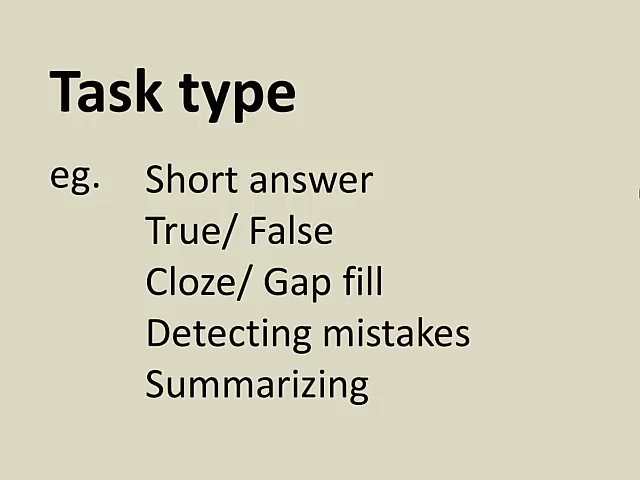 Task type
eg. Short answer
True/ False
Cloze/ Gap fill
Detecting mistakes
Summarizing